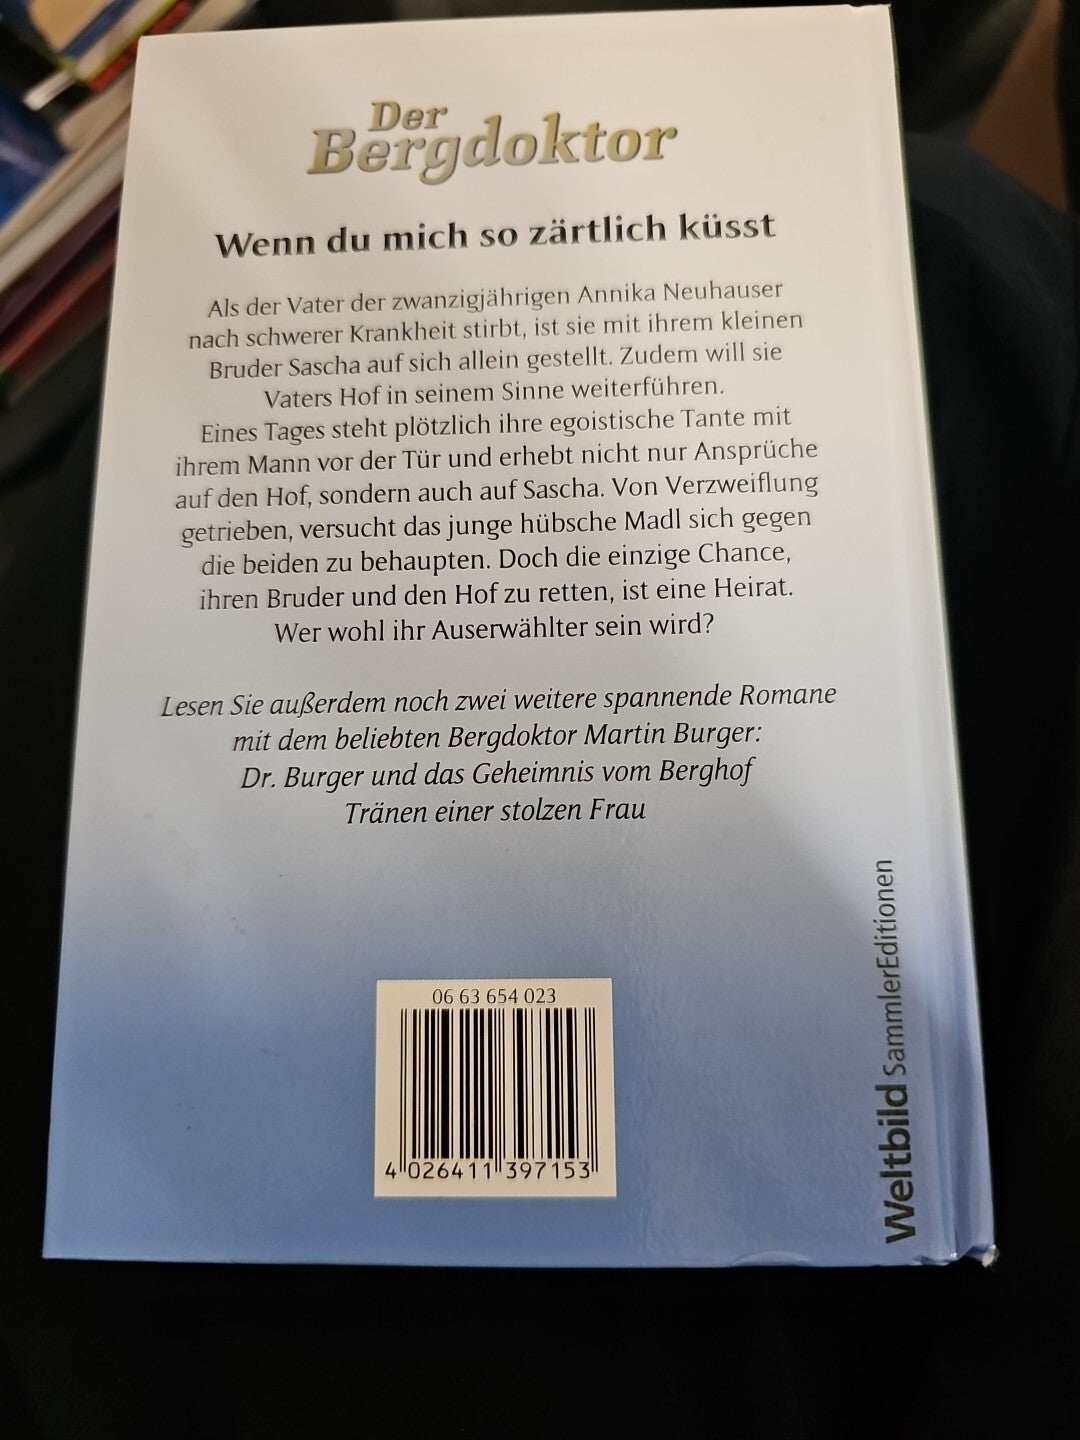 Der
Bergdoktor
Wenn du mich so zärtlich küsst
Als der Vater der zwanzigjährigen Annika Neuhauser
nach schwerer Krankheit stirbt, ist sie mit ihrem kleinen
Bruder Sascha auf sich allein gestellt. Zudem will sie
Vaters Hof in seinem Sinne weiterführen.
Eines Tages steht plötzlich ihre egoistische Tante mit
ihrem Mann vor der Tür und erhebt nicht nur Ansprüche
auf den Hof, sondern auch auf Sascha. Von Verzweiflung
getrieben, versucht das junge hübsche Madl sich gegen
die beiden zu behaupten. Doch die einzige Chance,
ihren Bruder und den Hof zu retten, ist eine Heirat.
Wer wohl ihr Auserwählter sein wird?
Lesen Sie außerdem noch zwei weitere spannende Romane
mit dem beliebten Bergdoktor Martin Burger:
Dr. Burger und das Geheimnis vom Berghof
Tränen einer stolzen Frau
06 63 654 023
4 026411 397153
Weltbild SammlerEditionen